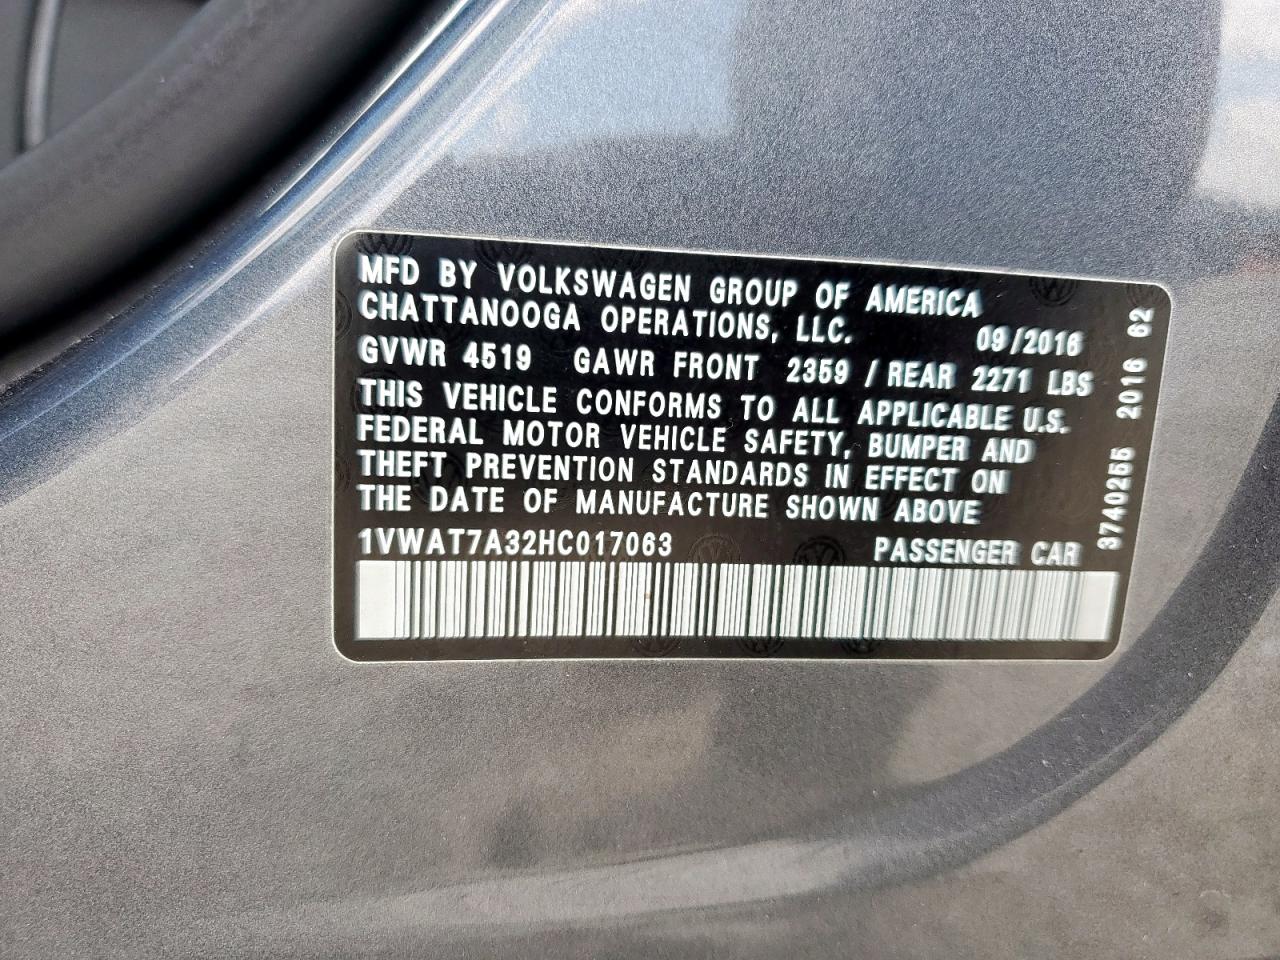 MFD BY VOLKSWAGEN GROUP OF AMERICA
CHATTANOOGA OPERATIONS, LLC. 09/2016
GVWR 4519 GAWR FRONT 2359 / REAR 2271 LBS
THIS VEHICLE CONFORMS TO ALL APPLICABLE U.S.
FEDERAL MOTOR VEHICLE SAFETY, BUMPER AND
THEFT PREVENTION STANDARDS IN EFFECT ON
THE DATE OF MANUFACTURE SHOWN ABOVE
1VWAT7A32HC017063 PASSENGER CAR
3740255 2016 62